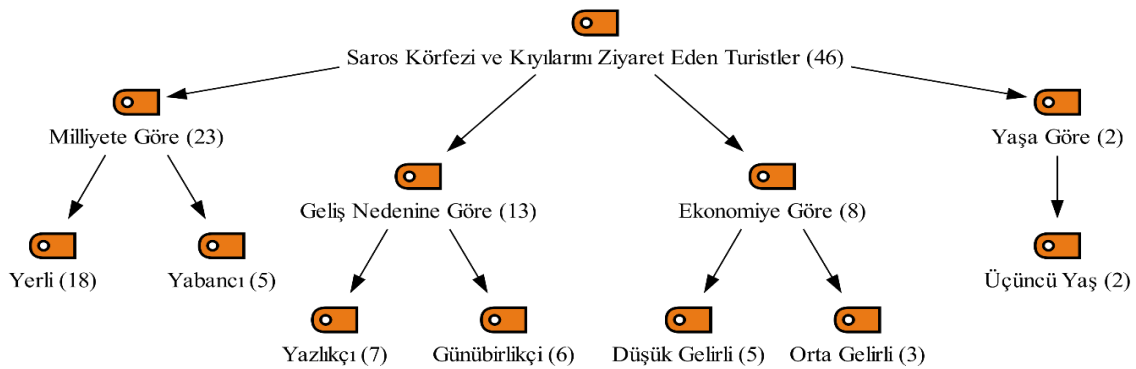 Saros Körfezi ve Kıyılarını Ziyaret Eden Turistler (46)
Milliyete Göre (23)
Yaşa Göre (2)
Geliş Nedenine Göre (13)
Ekonomiye Göre (8)
Yerli (18)
Yabancı (5)
Üçüncü Yaş (2)
Yazlıkçı (7)
Günübirlikçi (6)
Düşük Gelirli (5)
Orta Gelirli (3)